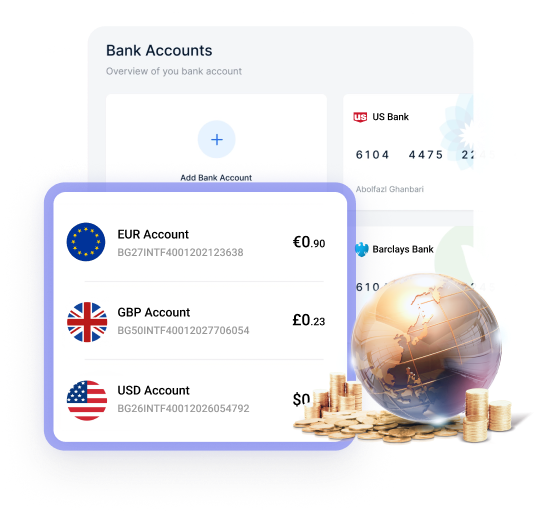 Bank Accounts
Overview of you bank account
Add Bank Account
US Bank
6104 4475 22
Abolfazl Ghanbari
Barclays Bank
610
EUR Account
BG27INTF4001202123638
€0.90
GBP Account
BG50INTF40012027706054
£0.23
USD Account
BG26INTF40012026054792
$0